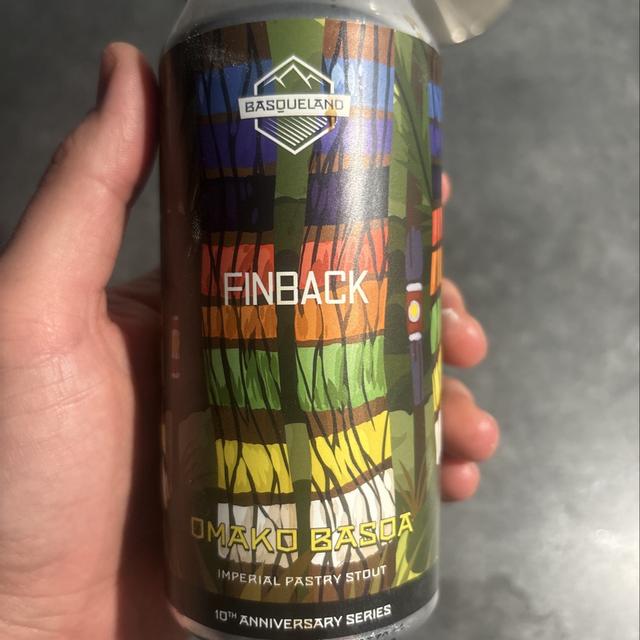 BASQUELAND
FINBACK
OMAKO BASOA
IMPERIAL PASTRY STOUT
10TH ANNIVERSARY SERIES